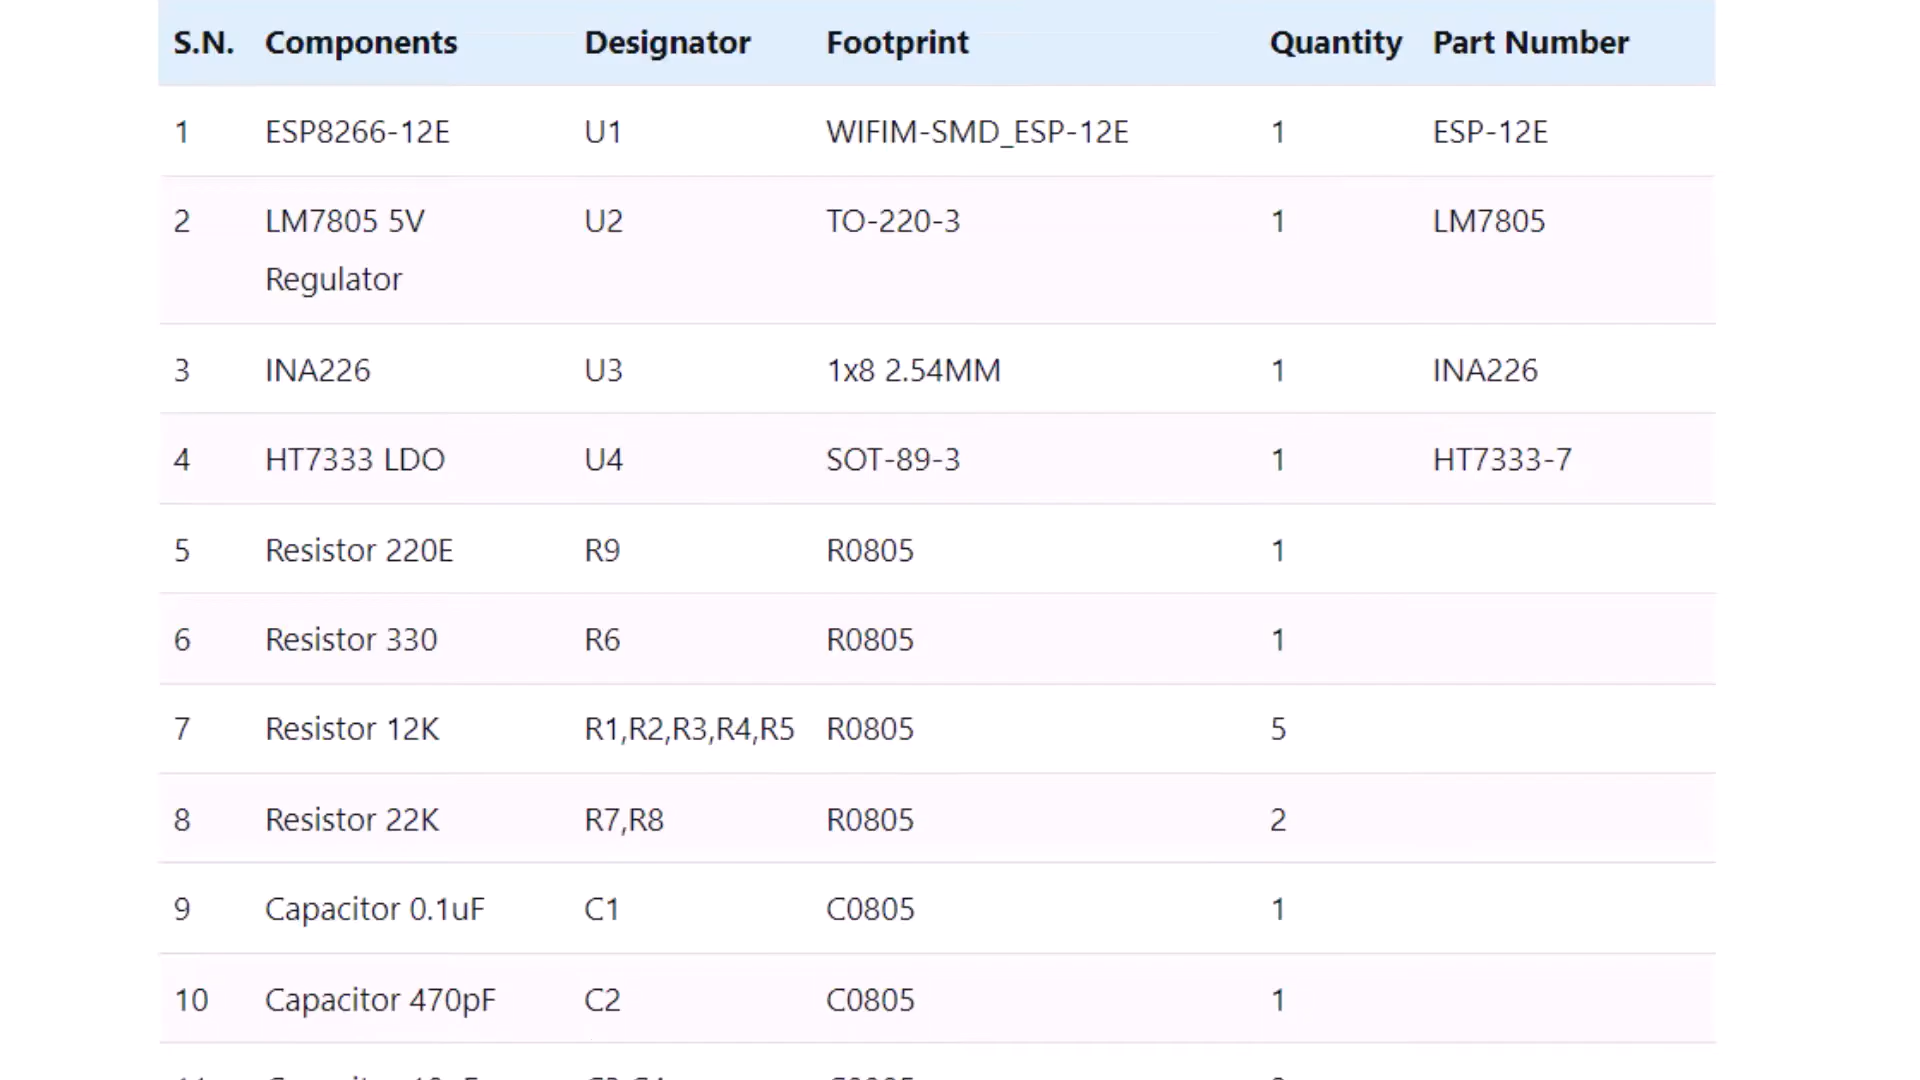 S.N. Components Designator Footprint Quantity Part Number
1 ESP8266-12E U1 WIFIM-SMD_ESP-12E 1 ESP-12E
2 LM7805 5V U2 TO-220-3 1 LM7805
Regulator
3 INA226 U3 1x8 2.54MM 1 INA226
4 HT7333 LDO U4 SOT-89-3 1 HT7333-7
5 Resistor 220E R9 R0805 1
6 Resistor 330 R6 R0805 1
7 Resistor 12K R1,R2,R3,R4,R5 R0805 5
8 Resistor 22K R7,R8 R0805 2
9 Capacitor 0.1uF C1 C0805 1
10 Capacitor 470pF C2 C0805 1